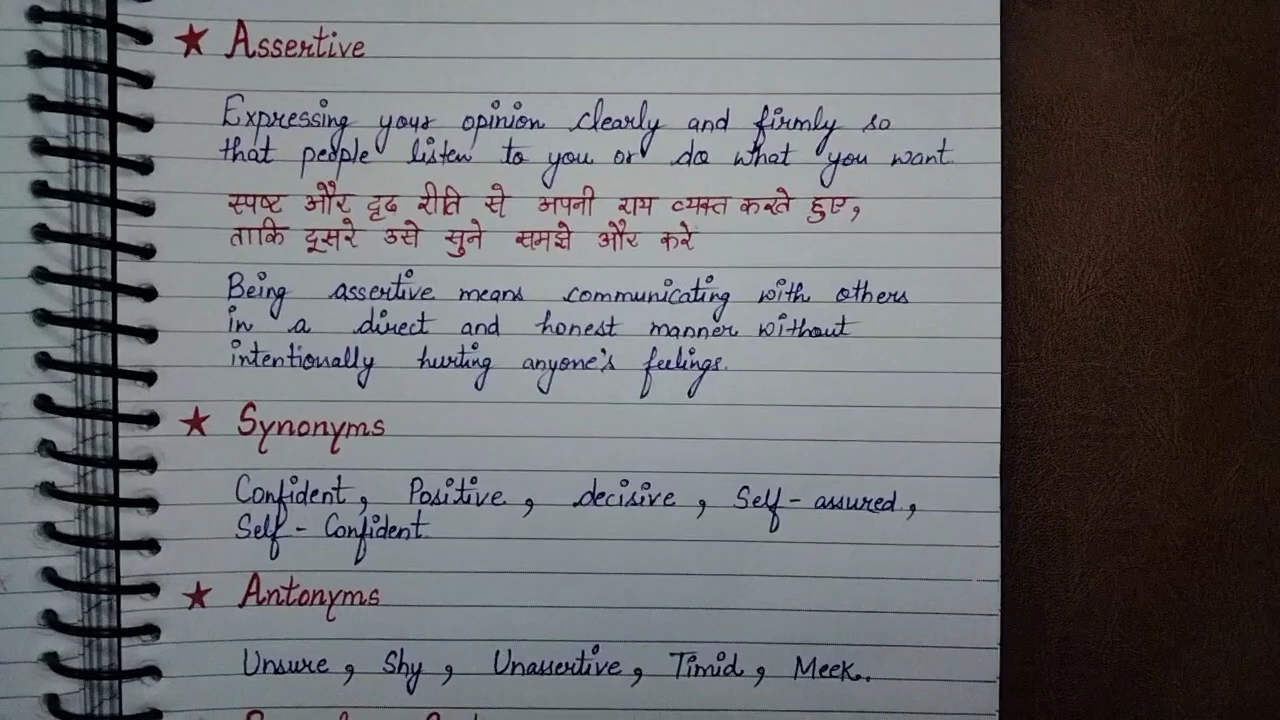 ★ Assertive
Expressing your opinion clearly and firmly so
that people listen to you or do what you want
स्पष्ट और दृढ रीति से अपनी राय व्यक्त करते हुए,
ताकि दूसरे उसे सुने समझे और करे
Being assertive means communicating with others
in a direct and honest manner without
intentionally hurting anyone's feelings.
★ Synonyms
Confident, Positive, decisive, Self-assured,
Self-Confident
★ Antonyms
Unsure, Shy, Unassertive, Timid, Meek.